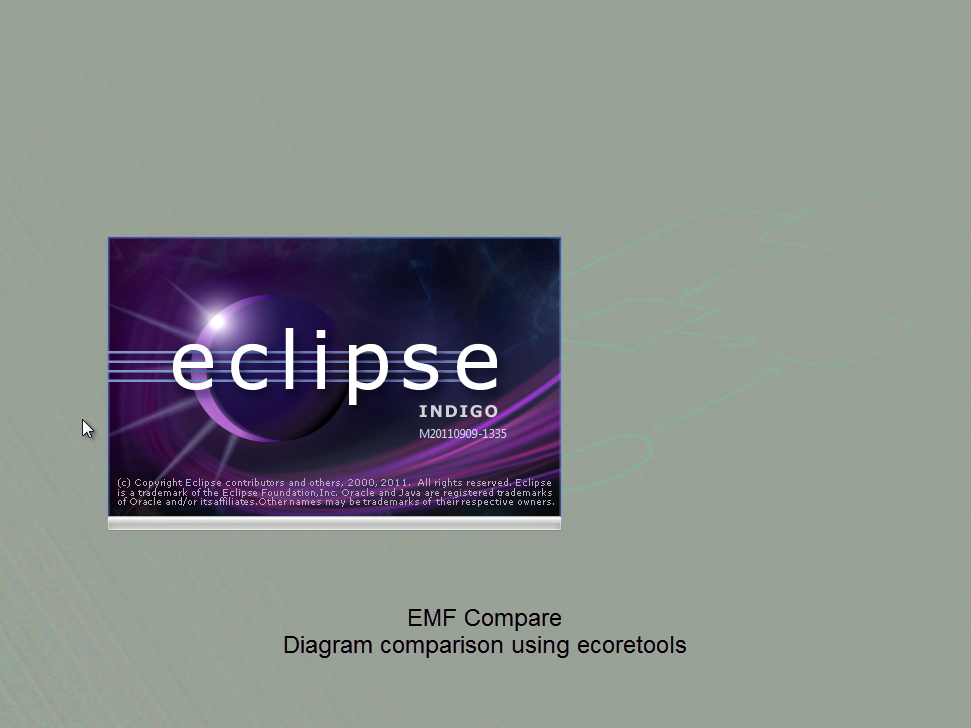 eclipse
INDIGO
M20110909-1335
(c) Copyright Eclipse contributors and others, 2000, 2011. All rights reserved. Eclipse
is a trademark of the Eclipse Foundation,Inc. Oracle and Java are registered trademarks
of Oracle and/or itsaffiliates.Other names may be trademarks of their respective owners.
EMF Compare
Diagram comparison using ecoretools